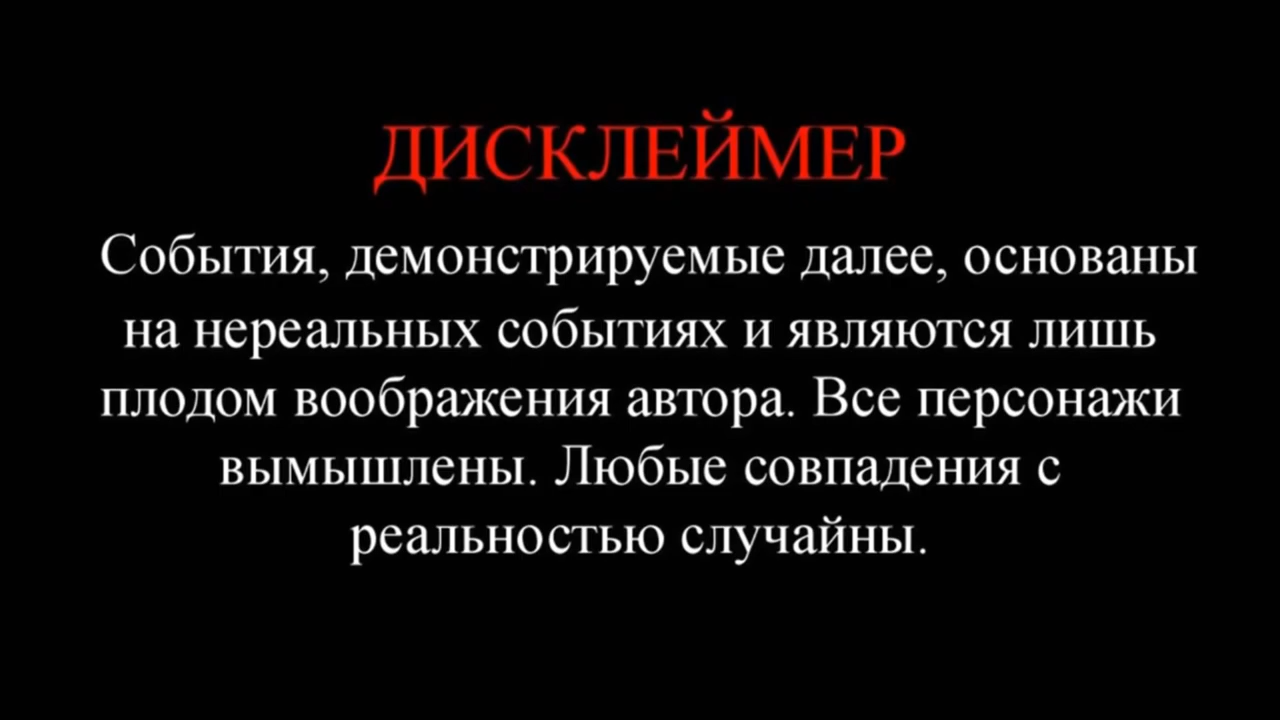 ДИСКЛЕЙМЕР
События, демонстрируемые далее, основаны
на нереальных событиях и являются лишь
плодом воображения автора. Все персонажи
вымышлены. Любые совпадения с
реальностью случайны.